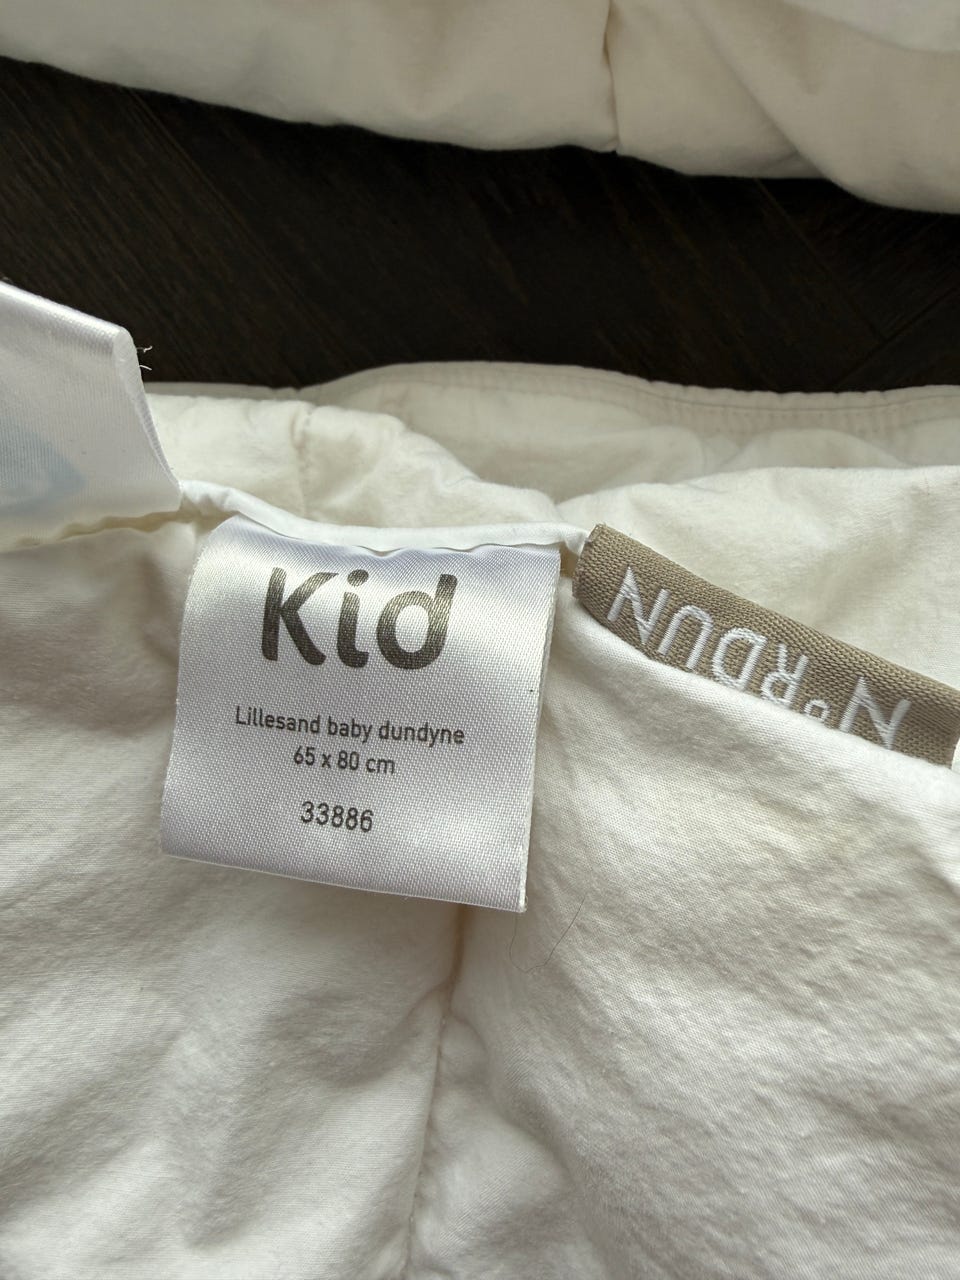 Kid
Lillesand baby dundyne
65 x 80 cm
33886
NORDUN